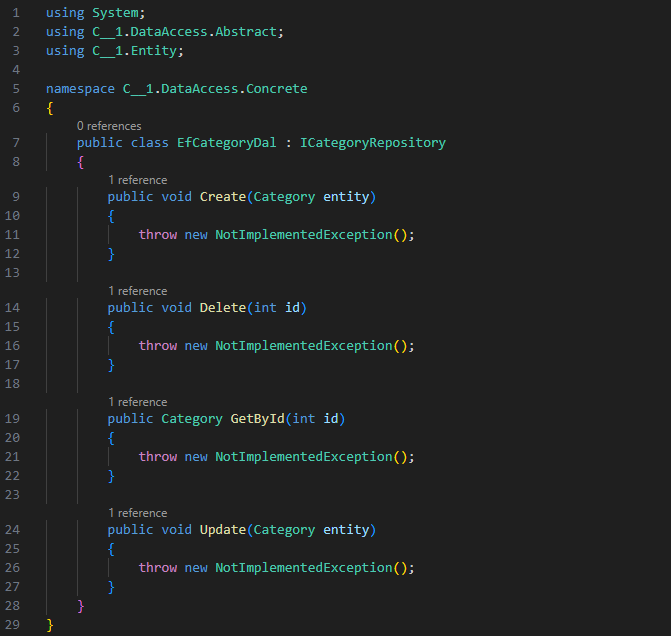 1 using System;
2 using C__1.DataAccess.Abstract;
3 using C__1.Entity;
4
5 namespace C__1.DataAccess.Concrete
6 {
0 references
7 public class EfCategoryDal : ICategoryRepository
8 {
1 reference
9 public void Create(Category entity)
10 {
11 throw new NotImplementedException();
12 }
13
1 reference
14 public void Delete(int id)
15 {
16 throw new NotImplementedException();
17 }
18
1 reference
19 public Category GetById(int id)
20 {
21 throw new NotImplementedException();
22 }
23
1 reference
24 public void Update(Category entity)
25 {
26 throw new NotImplementedException();
27 }
28 }
29 }